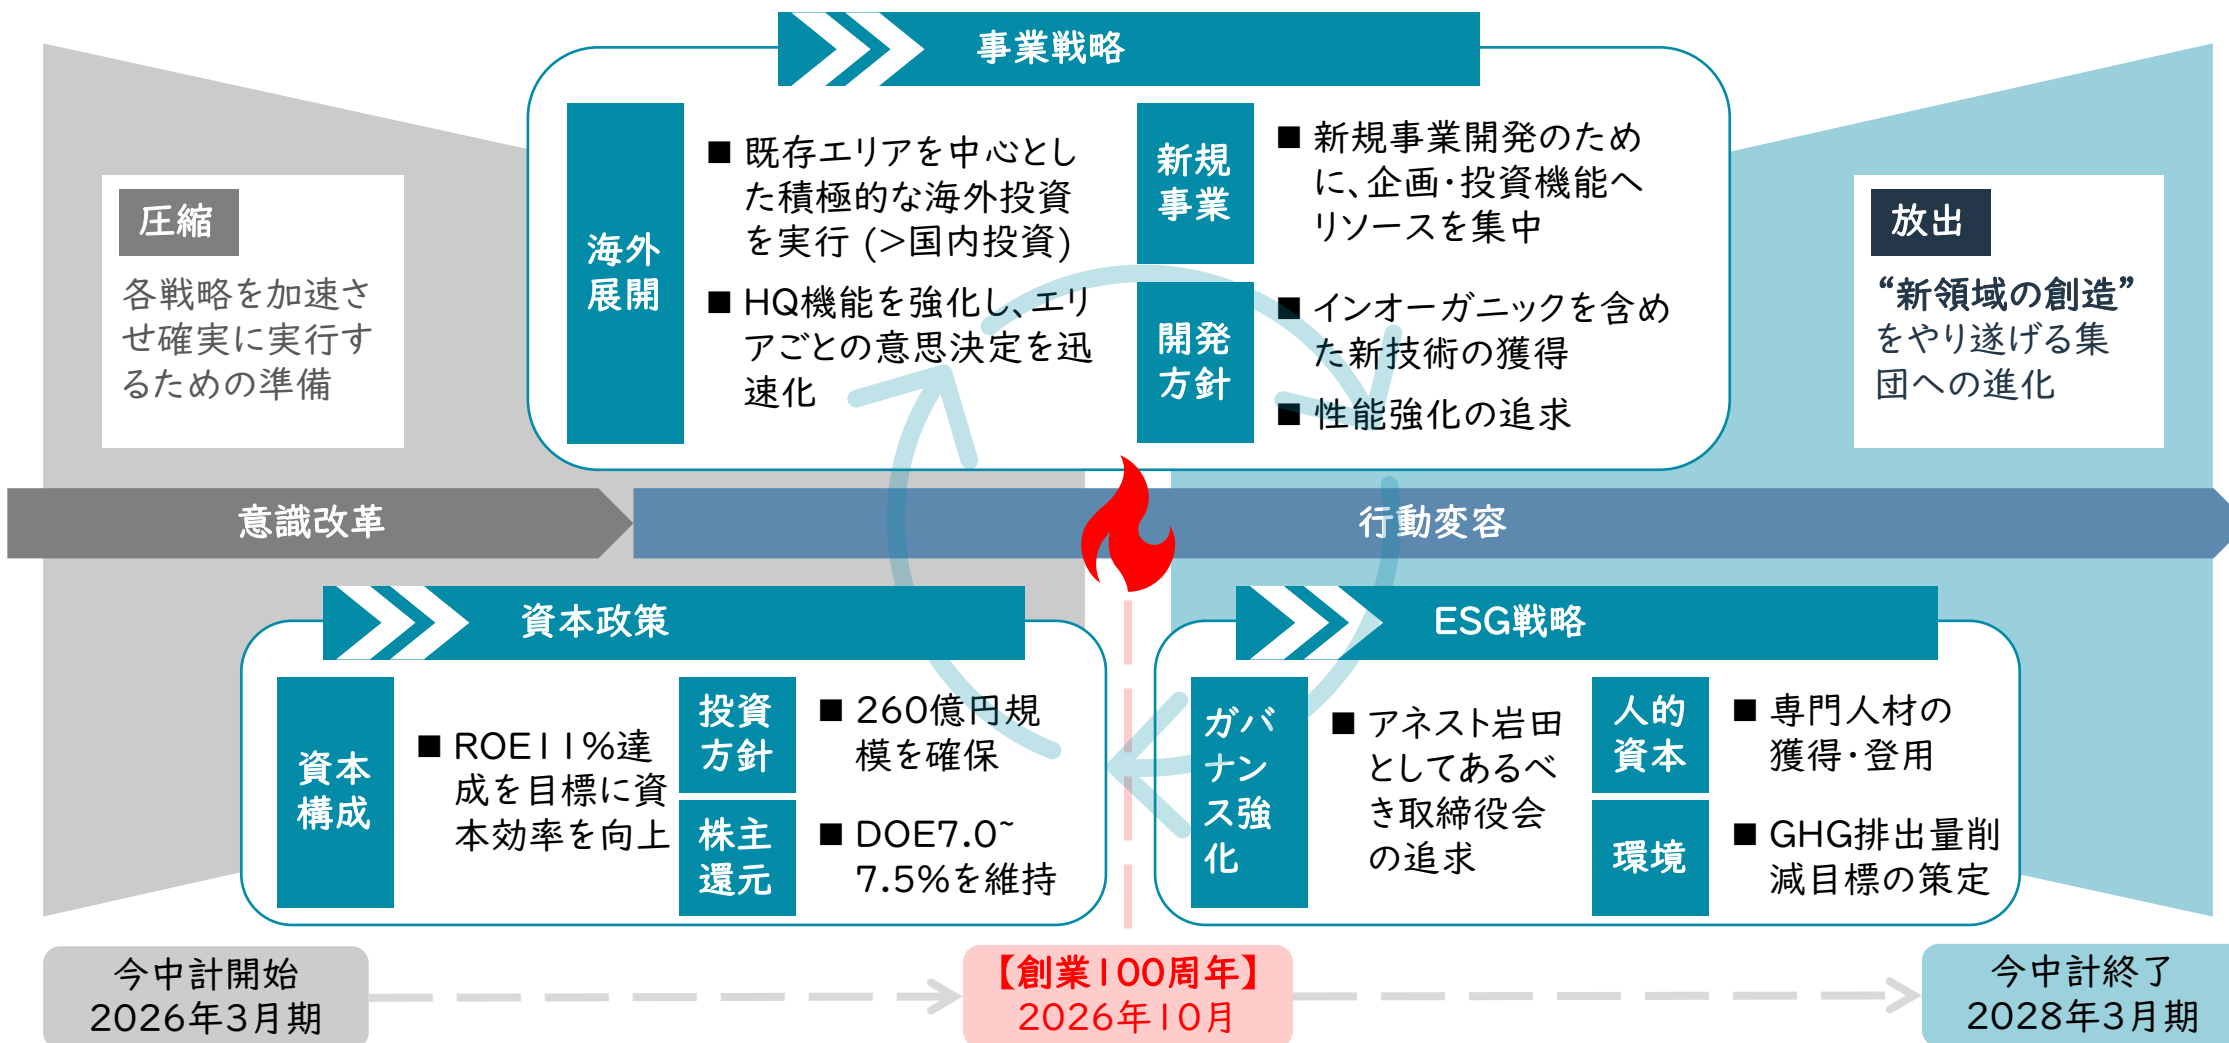 事業戦略
海外
展開
■ 既存エリアを中心とし
た積極的な海外投資
を実行 (>国内投資)
■ HQ機能を強化し、エリ
アごとの意思決定を迅
速化
新規
事業
■ 新規事業開発のため
に、企画・投資機能へ
リソースを集中
開発
方針
■ インオーガニックを含め
た新技術の獲得
■ 性能強化の追求
圧縮
各戦略を加速さ
せ確実に実行す
るための準備
放出
“新領域の創造”
をやり遂げる集
団への進化
意識改革
行動変容
資本政策
資本
構成
■ ROE11%達
成を目標に資
本効率を向上
投資
方針
■ 260億円規
模を確保
株主
還元
■ DOE7.0~
7.5%を維持
ESG戦略
ガバ
ナン
ス強
化
■ アネスト岩田
としてあるべ
き取締役会
の追求
人的
資本
■ 専門人材の
獲得・登用
環境
■ GHG排出量削
減目標の策定
今中計開始
2026年3月期
【創業100周年】
2026年10月
今中計終了
2028年3月期